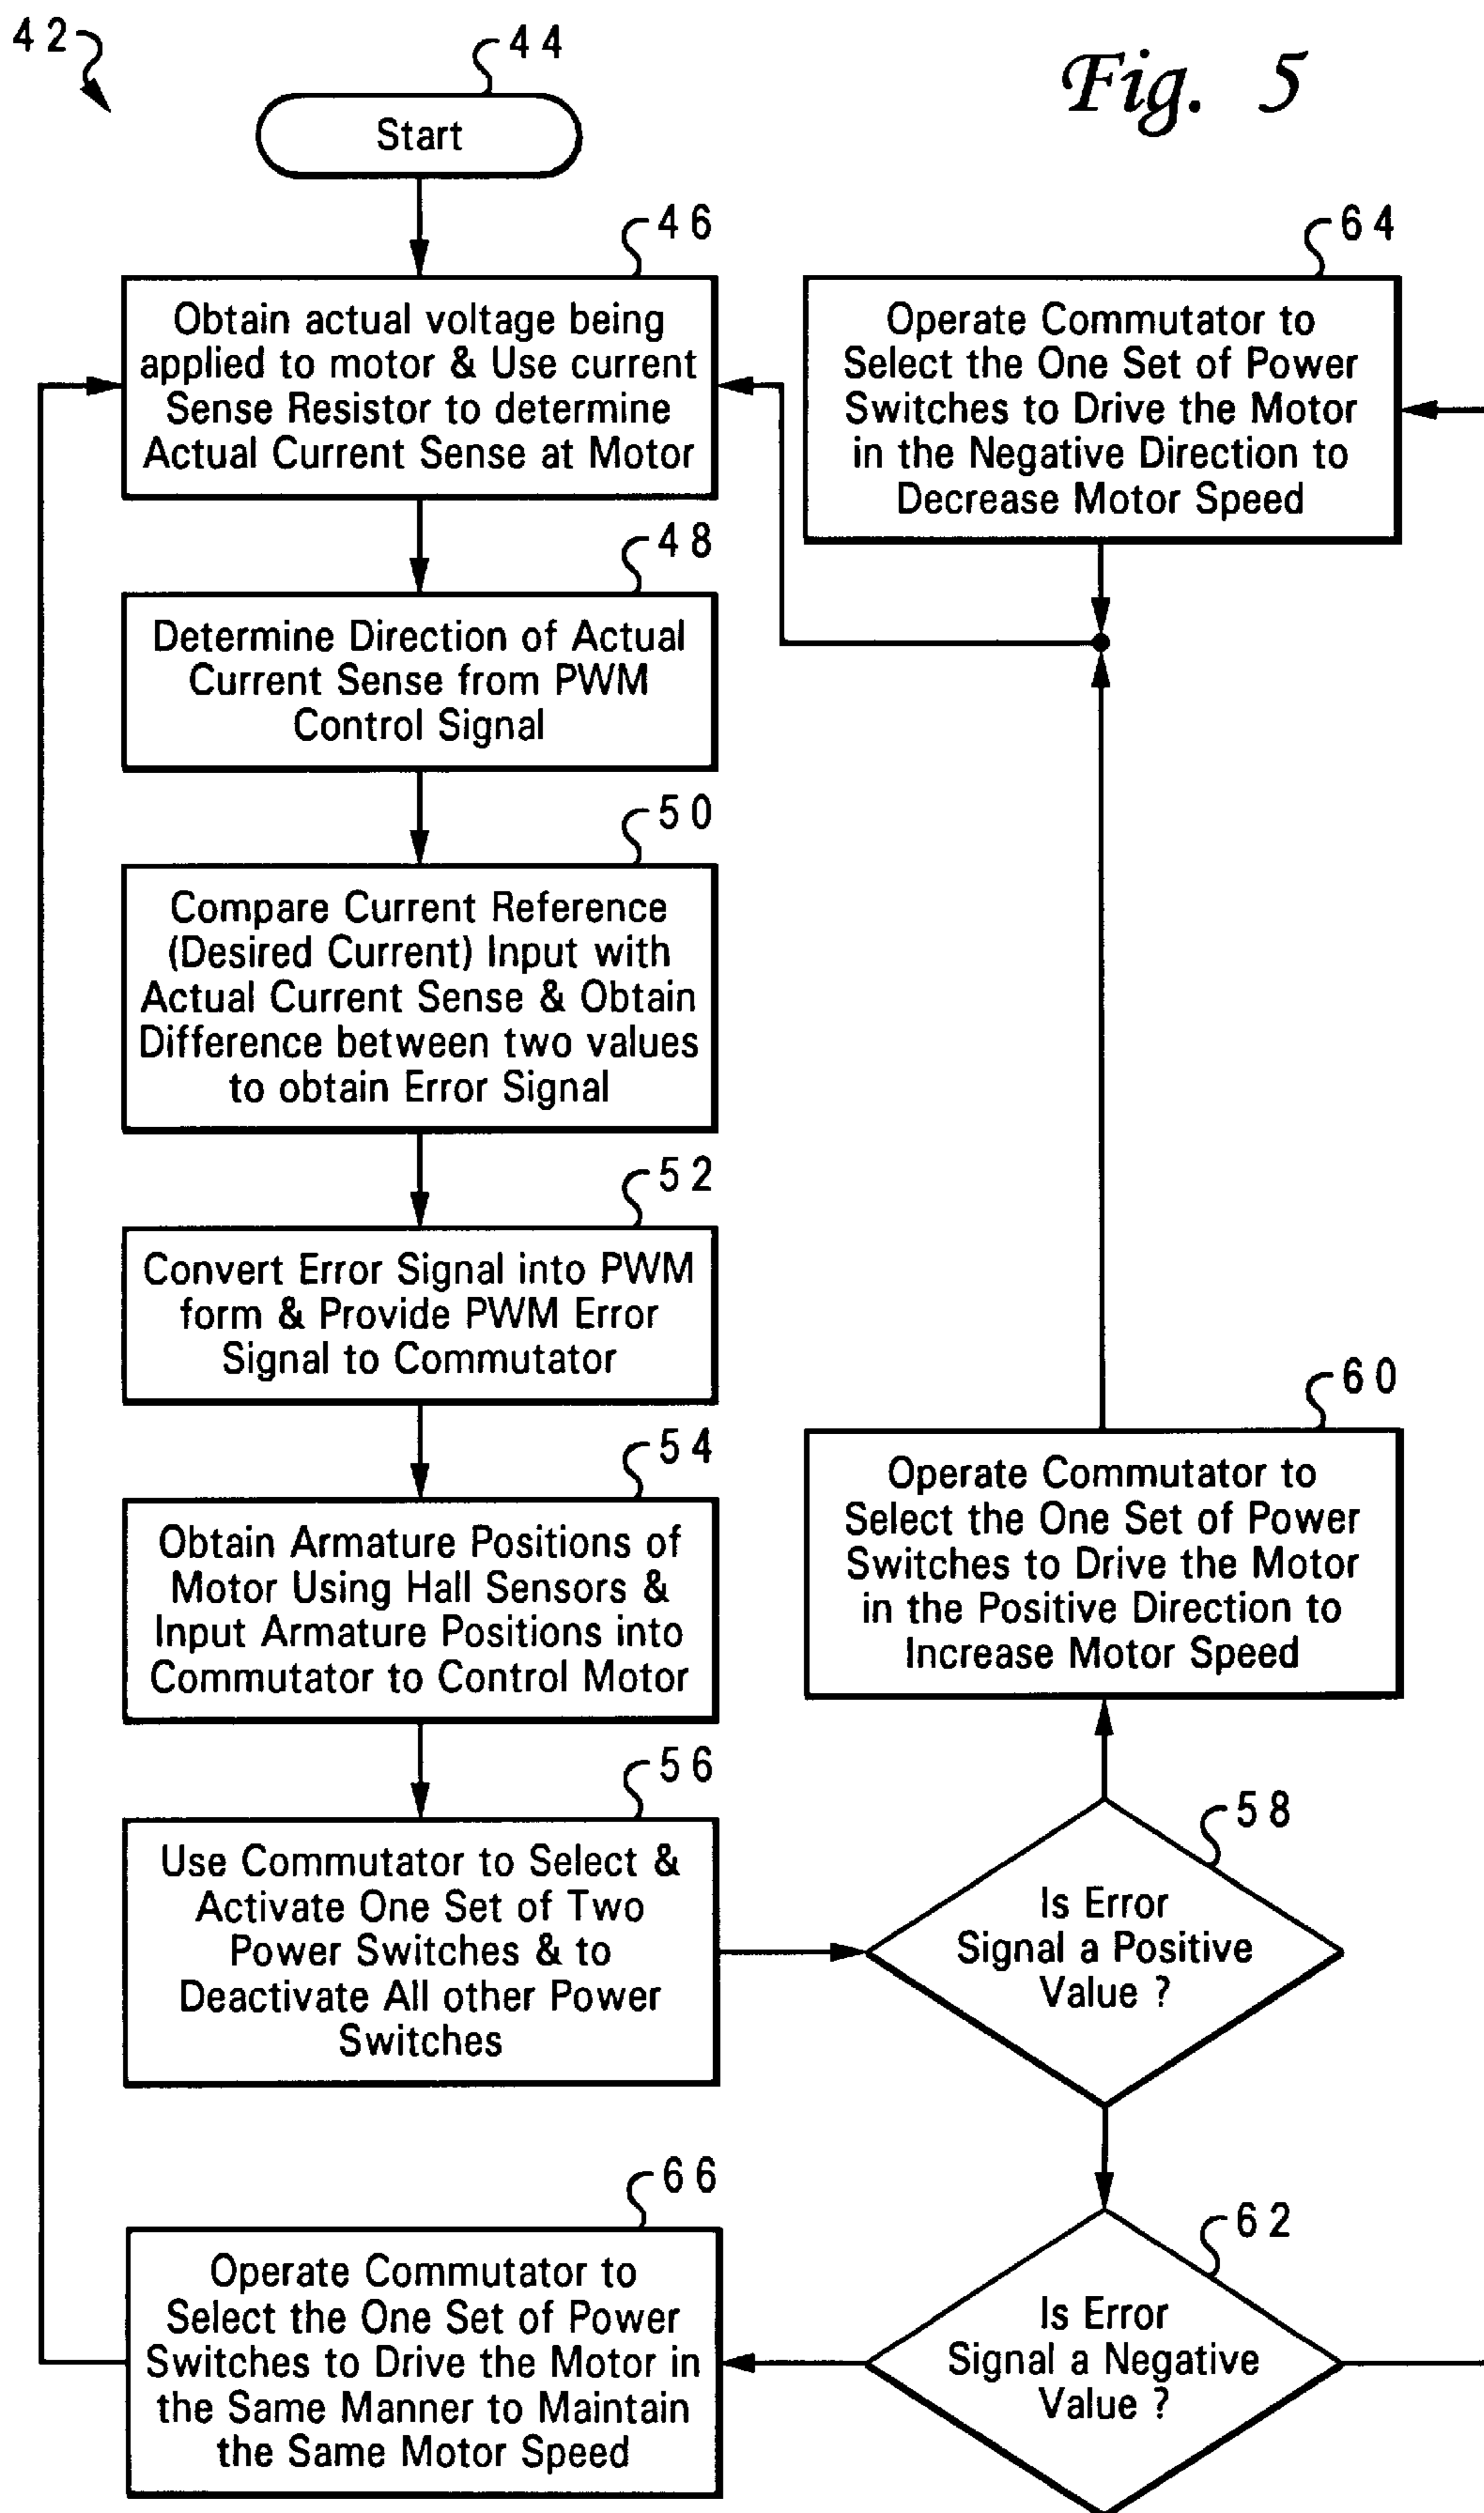 42
44
Fig. 5
Start
46
Obtain actual voltage being
applied to motor & Use current
Sense Resistor to determine
Actual Current Sense at Motor
48
Determine Direction of Actual
Current Sense from PWM
Control Signal
50
Compare Current Reference
(Desired Current) Input with
Actual Current Sense & Obtain
Difference between two values
to obtain Error Signal
52
Convert Error Signal into PWM
form & Provide PWM Error
Signal to Commutator
54
Obtain Armature Positions of
Motor Using Hall Sensors &
Input Armature Positions into
Commutator to Control Motor
56
Use Commutator to Select &
Activate One Set of Two
Power Switches & to
Deactivate All other Power
Switches
58
Is Error
Signal a Positive
Value ?
60
Operate Commutator to
Select the One Set of Power
Switches to Drive the Motor
in the Positive Direction to
Increase Motor Speed
62
Is Error
Signal a Negative
Value ?
64
Operate Commutator to
Select the One Set of Power
Switches to Drive the Motor
in the Negative Direction to
Decrease Motor Speed
66
Operate Commutator to
Select the One Set of Power
Switches to Drive the Motor in
the Same Manner to Maintain
the Same Motor Speed